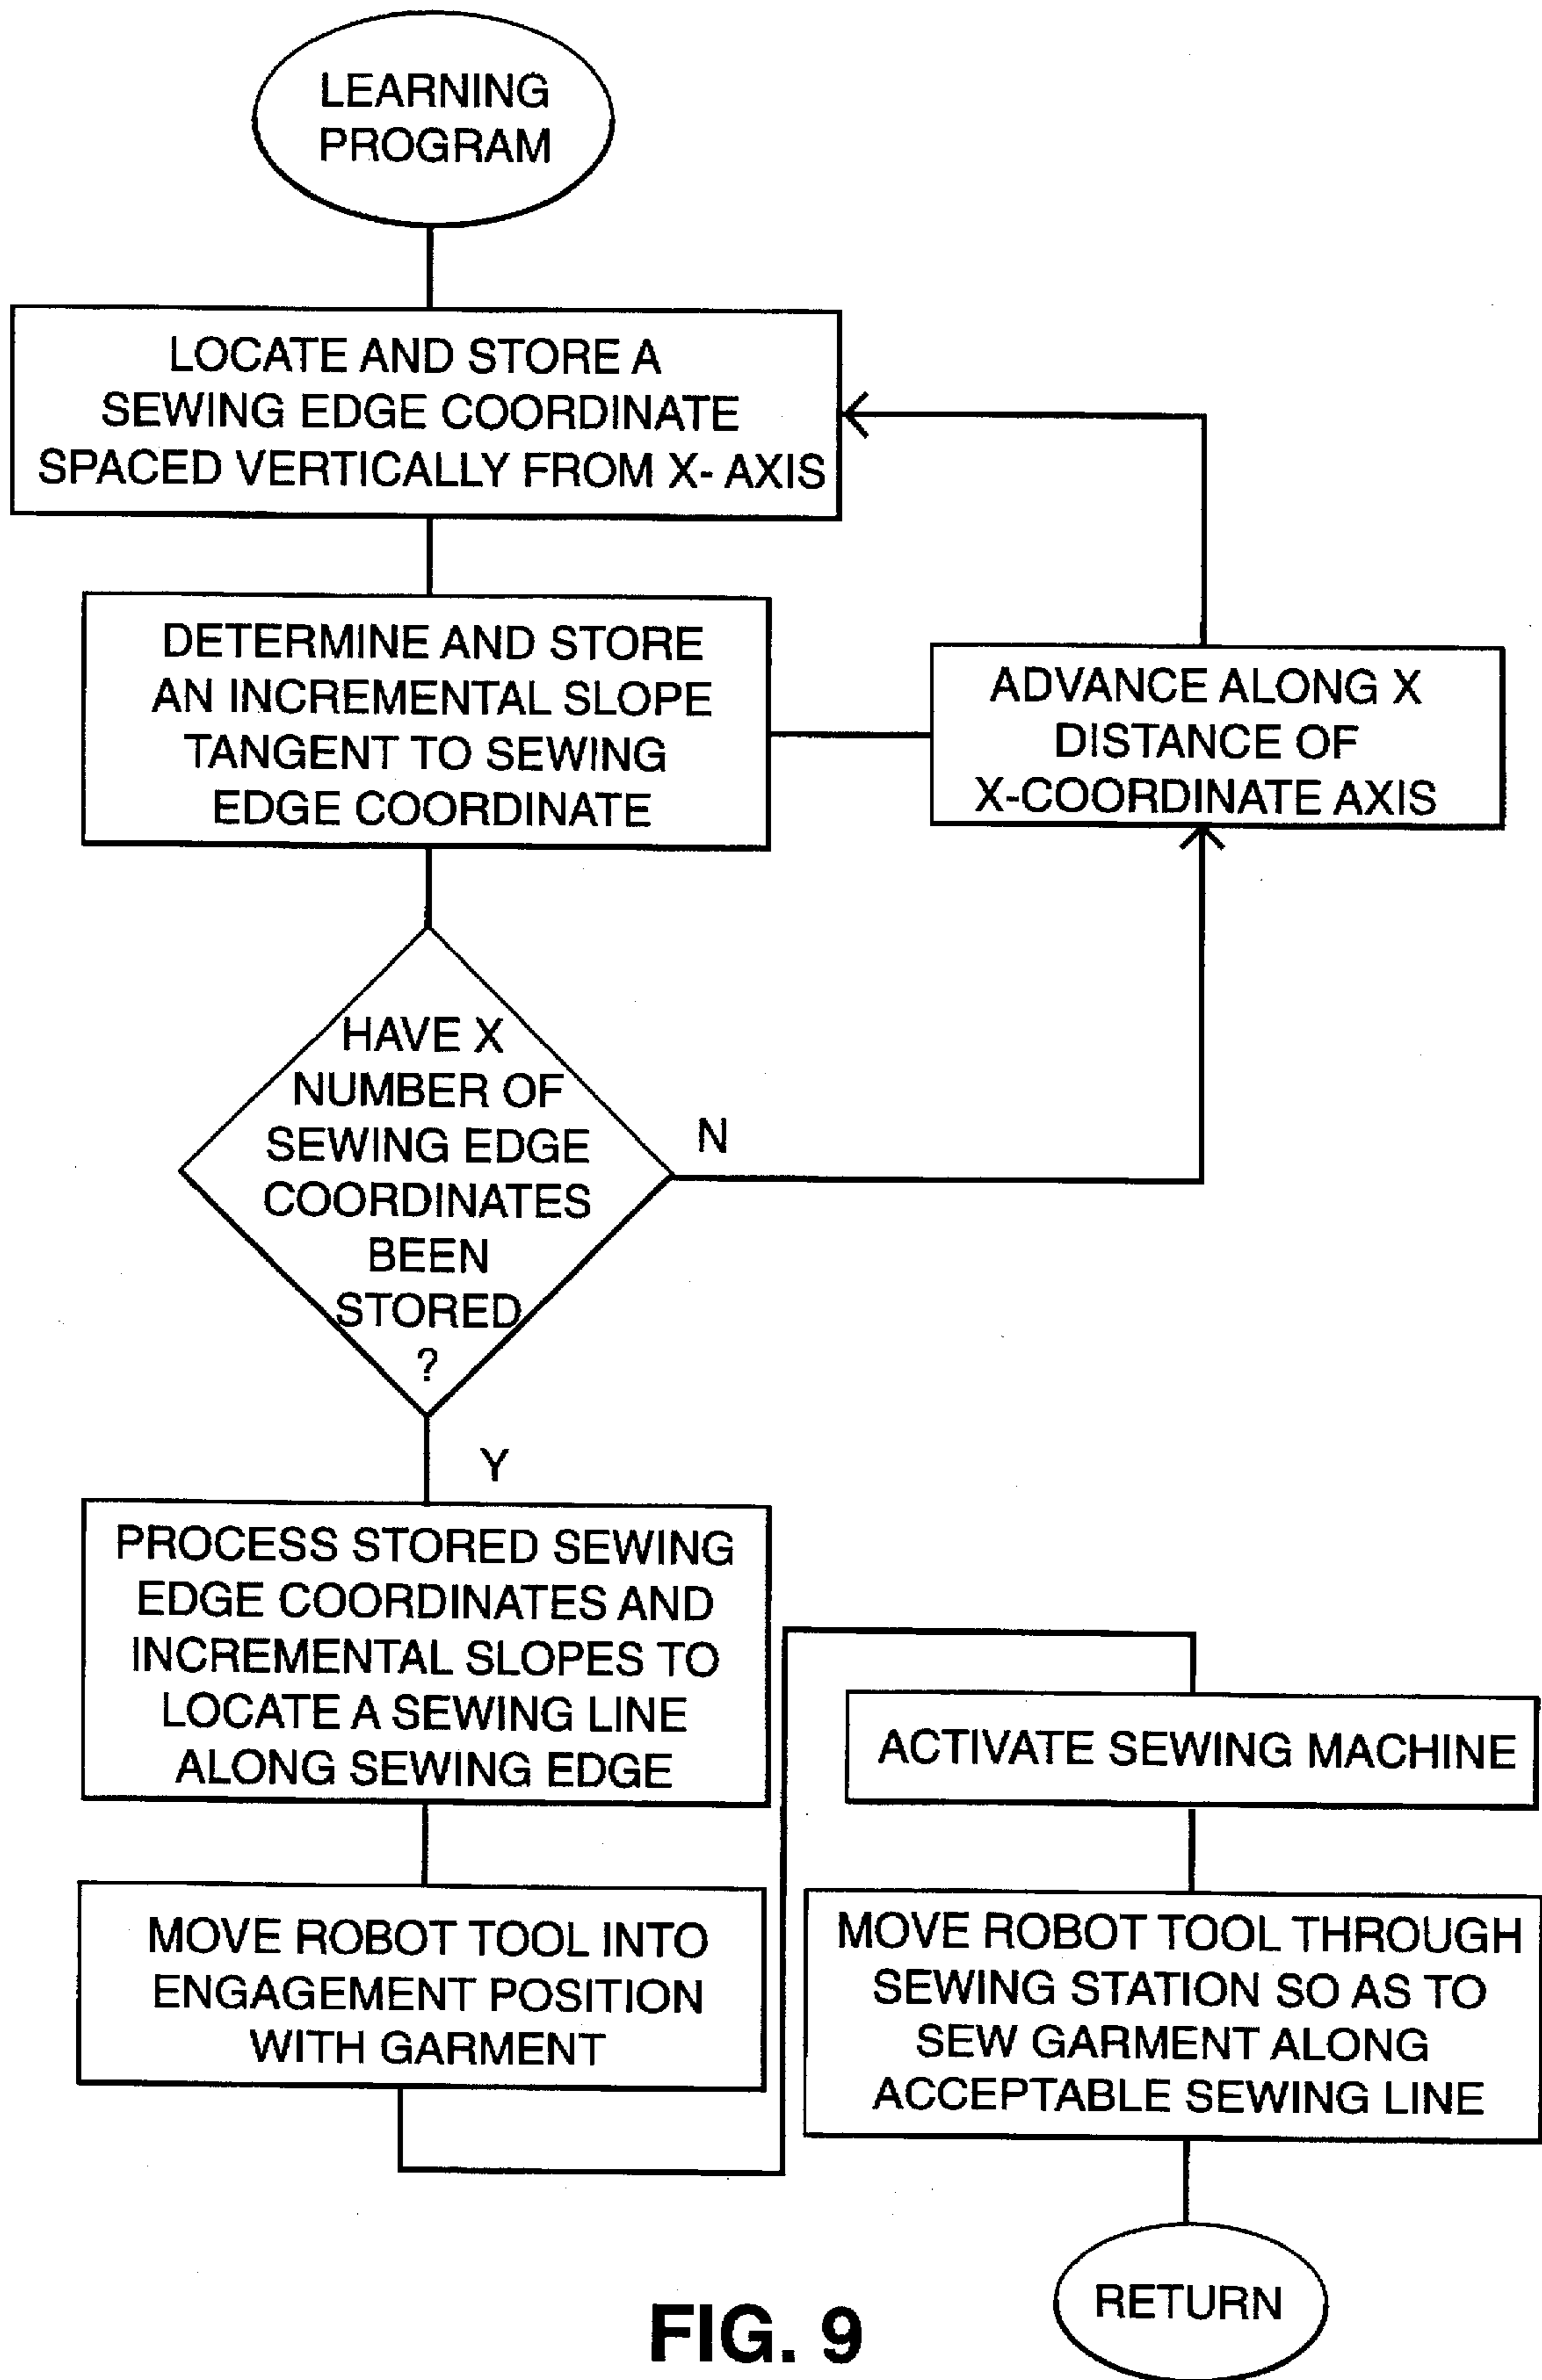 LEARNING
PROGRAM
LOCATE AND STORE A
SEWING EDGE COORDINATE
SPACED VERTICALLY FROM X- AXIS
DETERMINE AND STORE
AN INCREMENTAL SLOPE
TANGENT TO SEWING
EDGE COORDINATE
ADVANCE ALONG X
DISTANCE OF
X-COORDINATE AXIS
HAVE X
NUMBER OF
SEWING EDGE
COORDINATES
BEEN
STORED
?
N
Y
PROCESS STORED SEWING
EDGE COORDINATES AND
INCREMENTAL SLOPES TO
LOCATE A SEWING LINE
ALONG SEWING EDGE
MOVE ROBOT TOOL INTO
ENGAGEMENT POSITION
WITH GARMENT
ACTIVATE SEWING MACHINE
MOVE ROBOT TOOL THROUGH
SEWING STATION SO AS TO
SEW GARMENT ALONG
ACCEPTABLE SEWING LINE
RETURN
FIG. 9